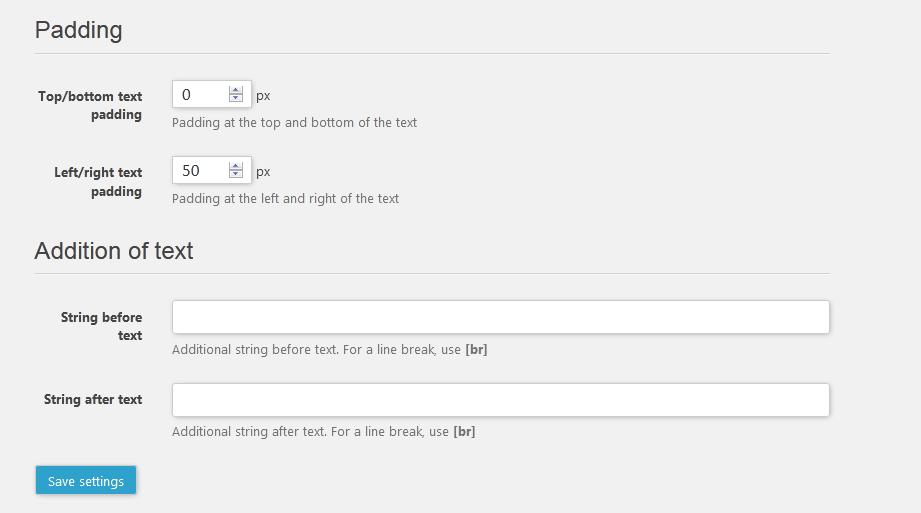 Padding
Top/bottom text
padding
0 px
Padding at the top and bottom of the text
Left/right text
padding
50 px
Padding at the left and right of the text
Addition of text
String before
text
Additional string before text. For a line break, use [br]
String after text
Additional string after text. For a line break, use [br]
Save settings